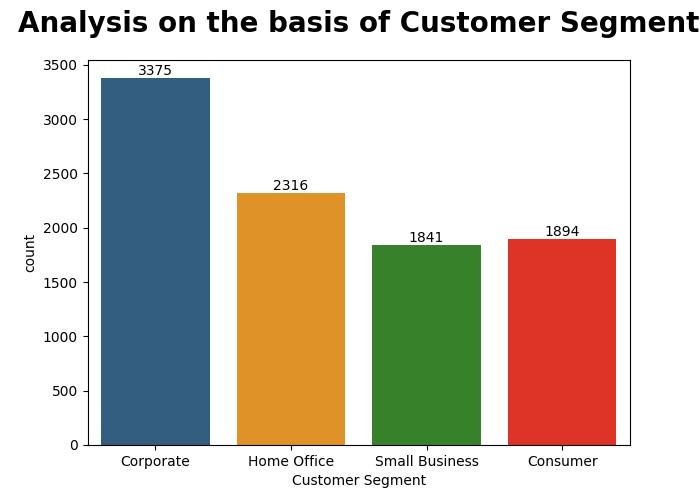 Analysis on the basis of Customer Segment
3500
3000
2500
2000
1500
1000
500
0
count
3375
2316
1841
1894
Corporate
Home Office
Small Business
Consumer
Customer Segment